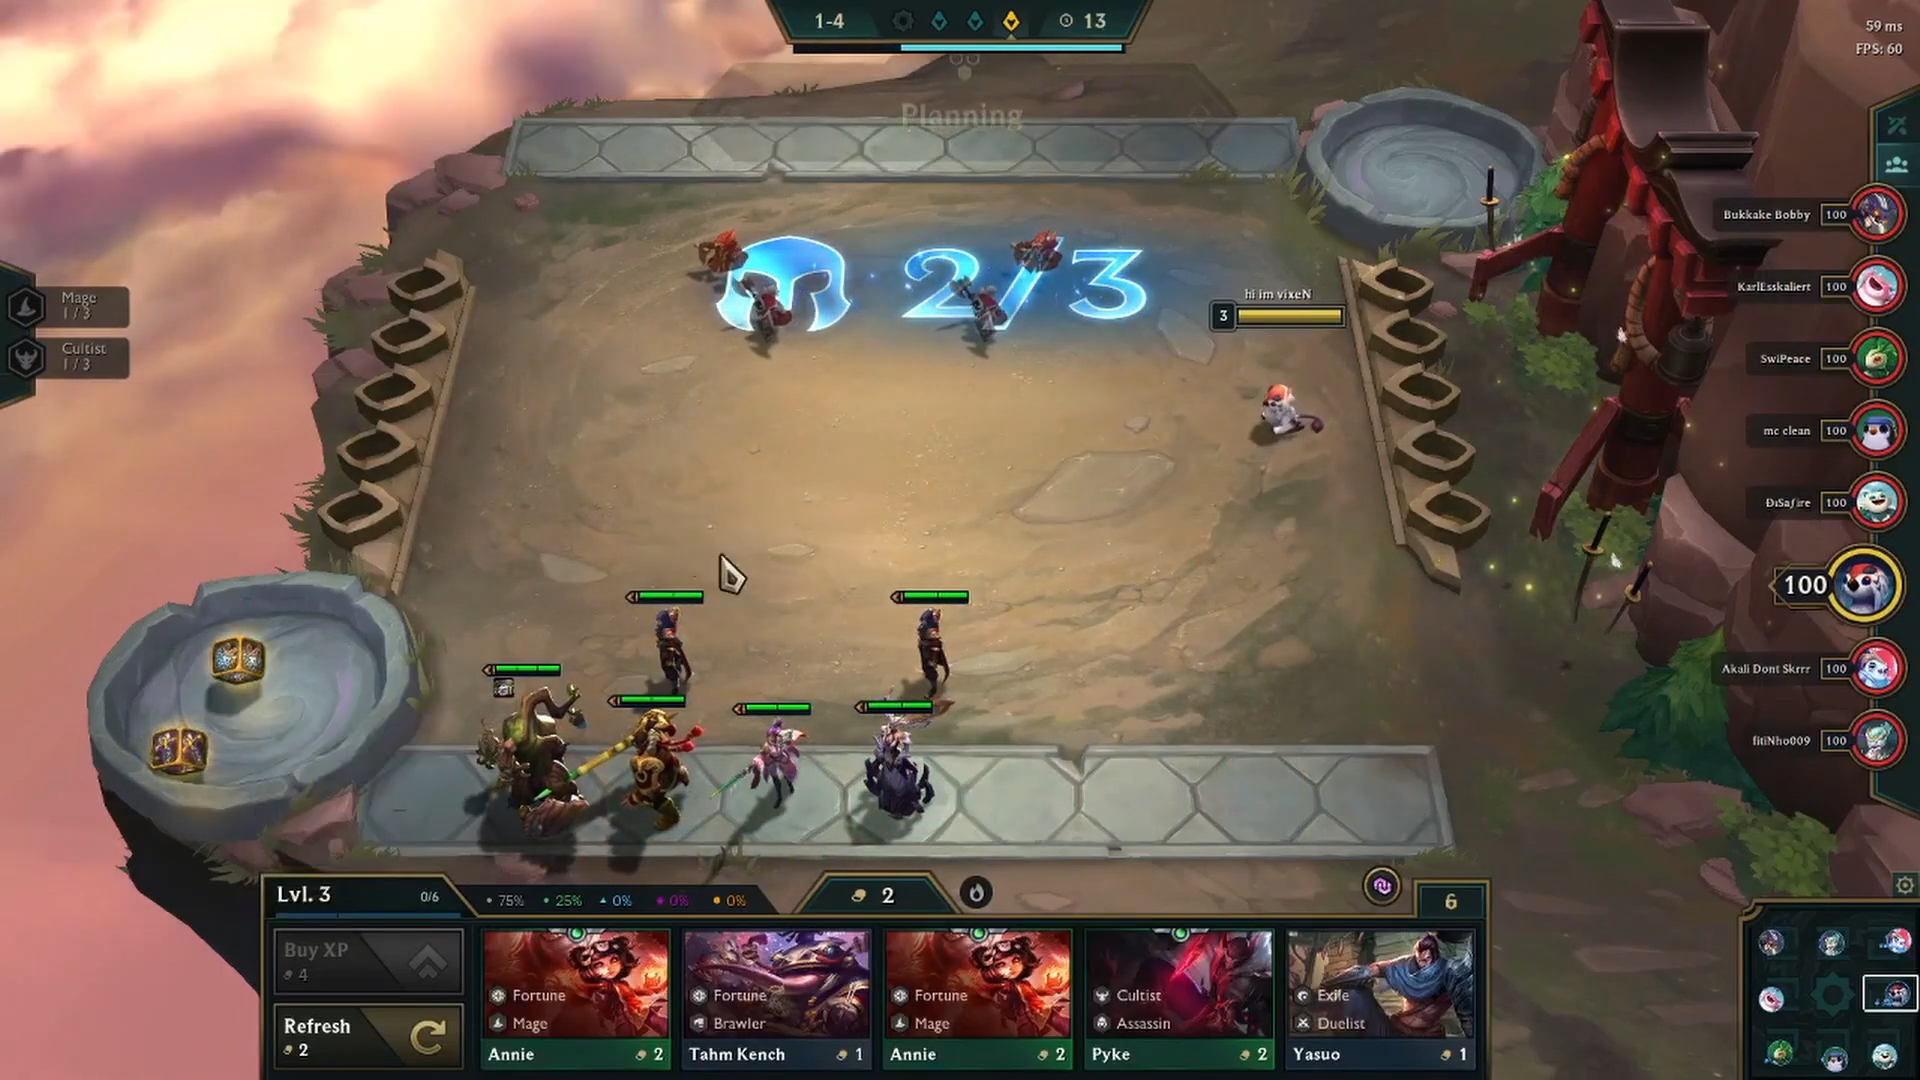 1-4
13
59 ms
FPS: 60
Planning
2/3
Mage
1 / 3
Cultist
1 / 3
hi im vixeN
3
Bukkake Bobby 100
KarlEsskaliert 100
SwiPeace 100
mc clean 100
ĐιSaƒιre 100
100
Akali Dont Skrrr 100
fitiNho009 100
Lvl. 3
0/6
75% 25% 0% 0% 0%
2
6
Buy XP
4
Refresh
2
Fortune
Mage
Annie 2
Fortune
Brawler
Tahm Kench 1
Fortune
Mage
Annie 2
Cultist
Assassin
Pyke 2
Exile
Duelist
Yasuo 1